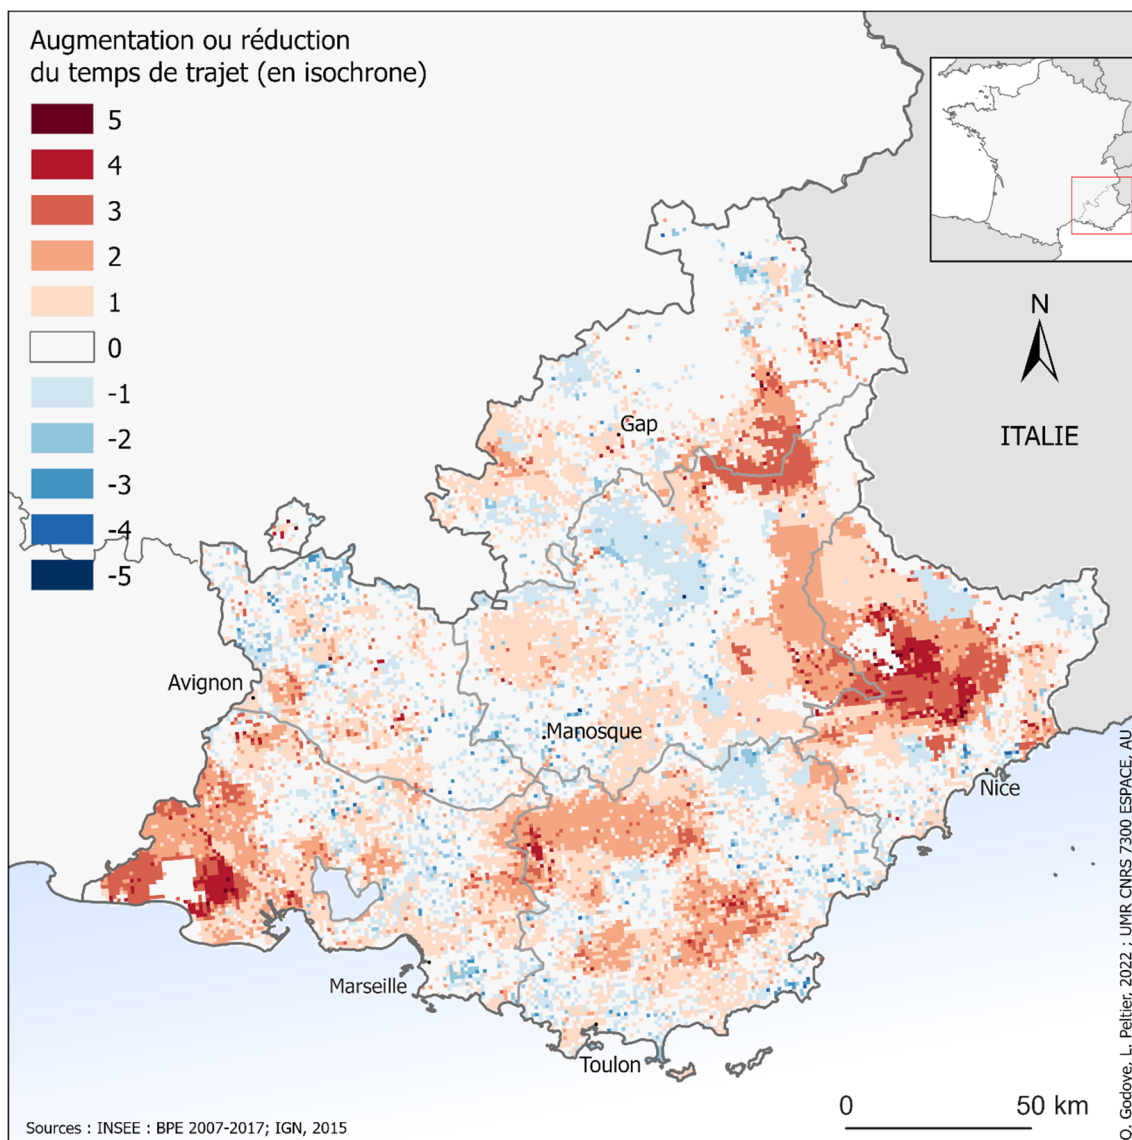 Augmentation ou réduction
du temps de trajet (en isochrone)
5
4
3
2
1
0
-1
-2
-3
-4
-5
N
ITALIE
Gap
Avignon
Manosque
Nice
Marseille
Toulon
0 50 km
Sources : INSEE : BPE 2007-2017; IGN, 2015
O. Godoye, L. Peltier, 2022 ; UMR CNRS 7300 ESPACE, AU